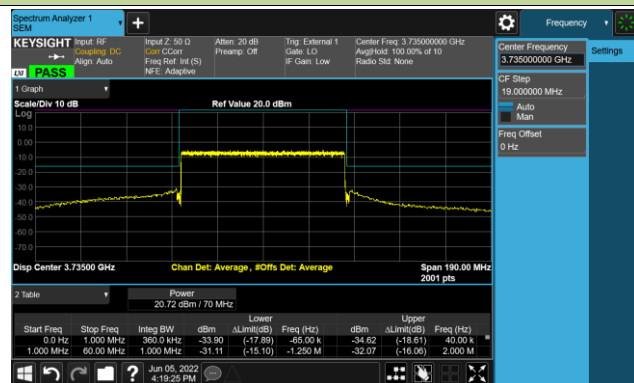 Spectrum Analyzer 1
SEM
+
Frequency
KEYSIGHT
Input: RF
Coupling: DC
Align: Auto
Input Z: 50 Ω
Corr CCorr
Freq Ref: Int (S)
NFE: Adaptive
Atten: 20 dB
Preamp: Off
Trig: External 1
Gate: LO
IF Gain: Low
Center Freq: 3.735000000 GHz
Avg|Hold: 100.00% of 10
Radio Std: None
LXI PASS
Center Frequency
3.735000000 GHz
Settings
CF Step
19.000000 MHz
Auto
Man
Freq Offset
0 Hz
1 Graph
Scale/Div 10 dB
Ref Value 20.0 dBm
Log
10.0
0.00
-10.0
-20.0
-30.0
-40.0
-50.0
-60.0
-70.0
Disp Center 3.73500 GHz
Chan Det: Average, #Offs Det: Average
Span 190.00 MHz
2001 pts
2 Table
Power
20.72 dBm / 70 MHz
Lower Upper
Start Freq Stop Freq Integ BW dBm ΔLimit(dB) Freq (Hz) dBm ΔLimit(dB) Freq (Hz)
0.0 Hz 1.000 MHz 360.0 kHz -33.90 (-17.89) -65.00 k -34.62 (-18.61) 40.00 k
1.000 MHz 60.00 MHz 1.000 MHz -31.11 (-15.10) -1.250 M -32.07 (-16.06) 2.000 M
?
Jun 05, 2022
4:19:25 PM